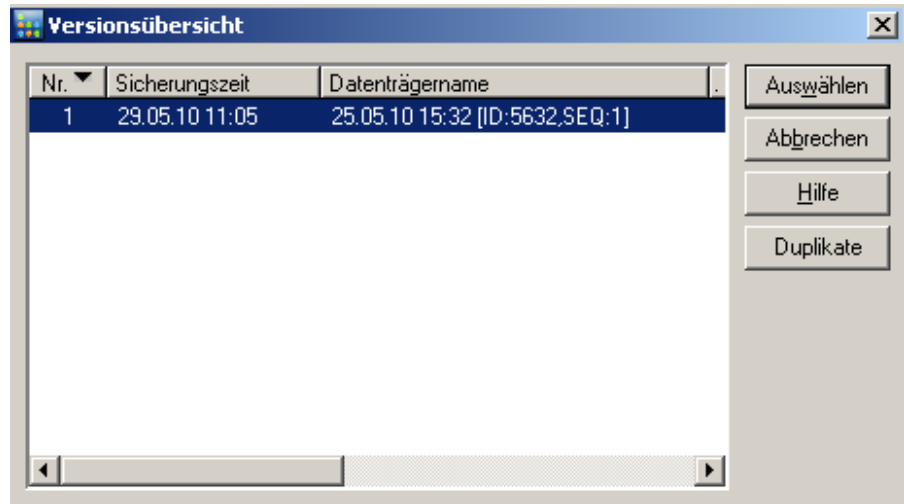 Versionsübersicht
Nr. Sicherungszeit Datenträgername .
1 29.05.10 11:05 25.05.10 15:32 [ID:5632,SEQ:1]
Auswählen
Abbrechen
Hilfe
Duplikate